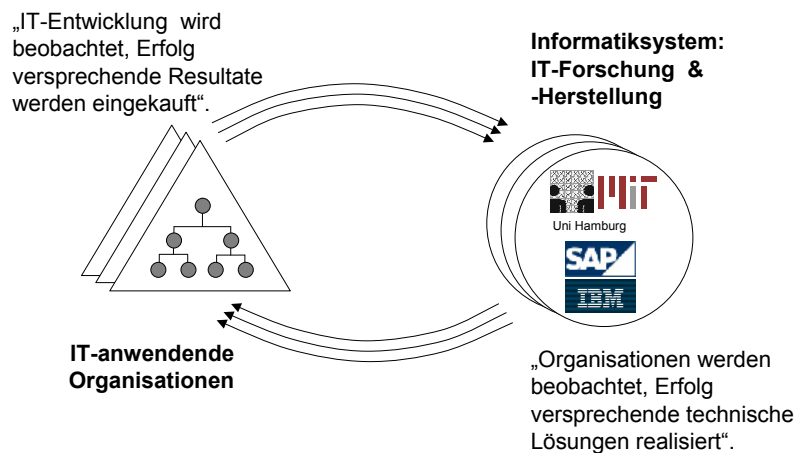 „IT-Entwicklung wird
beobachtet, Erfolg
versprechende Resultate
werden eingekauft“.
Informatiksystem:
IT-Forschung &
-Herstellung
MiT
Uni Hamburg
SAP
IBM
IT-anwendende
Organisationen
„Organisationen werden
beobachtet, Erfolg
versprechende technische
Lösungen realisiert“.